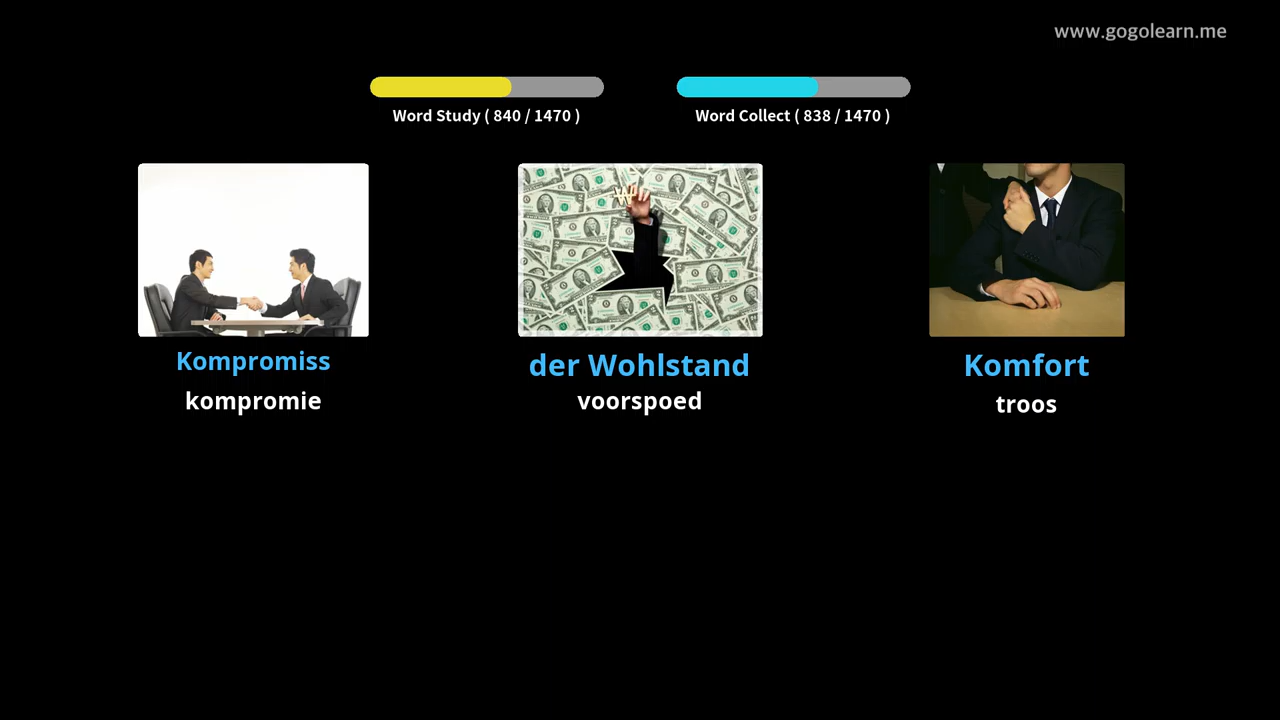 www.gogolearn.me
Word Study ( 840 / 1470 )
Word Collect ( 838 / 1470 )
Kompromiss
kompromie
der Wohlstand
voorspoed
Komfort
troos